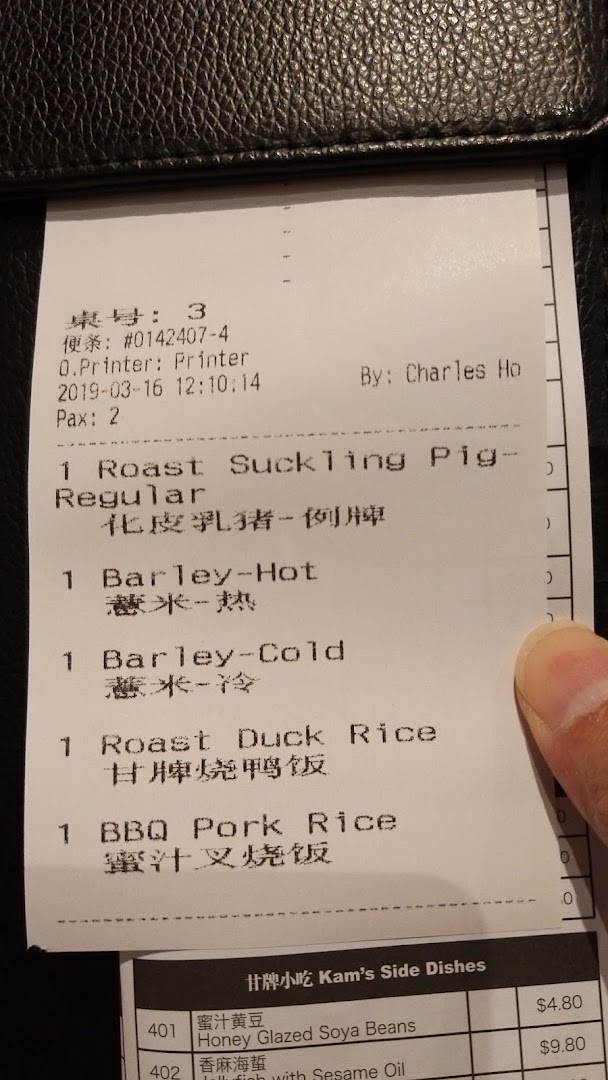 桌号: 3
便条: #0142407-4
O.Printer: Printer
2019-03-16 12:10:14 By: Charles Ho
Pax: 2
1 Roast Suckling Pig-
Regular
化皮乳猪-例牌
1 Barley-Hot
薏米-热
1 Barley-Cold
薏米-冷
1 Roast Duck Rice
甘牌烧鸭饭
1 BBQ Pork Rice
蜜汁叉烧饭
甘牌小吃 Kam's Side Dishes
401 蜜汁黄豆 $4.80
Honey Glazed Soya Beans
402 香麻海蜇 $9.80
Jellyfish with Sesame Oil